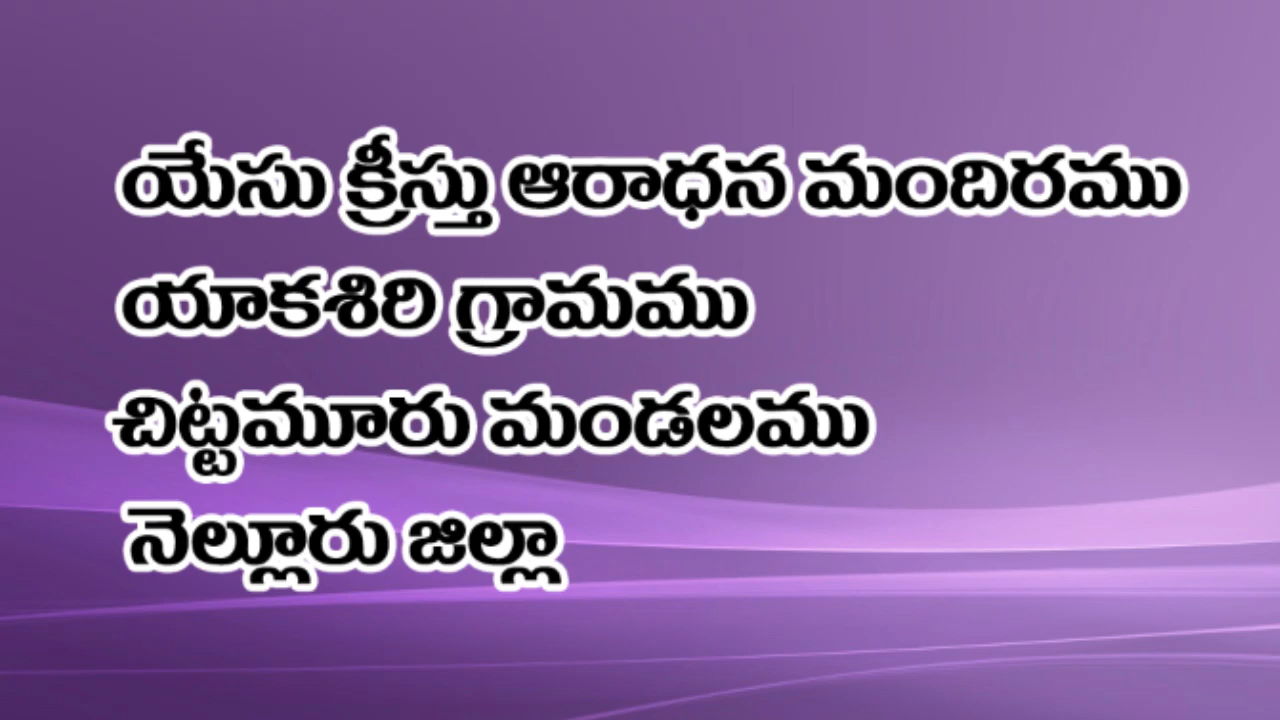 యేసు క్రీస్తు ఆరాధన మందిరము
యాకశిరి గ్రామము
చిట్టమూరు మండలము
నెల్లూరు జిల్లా